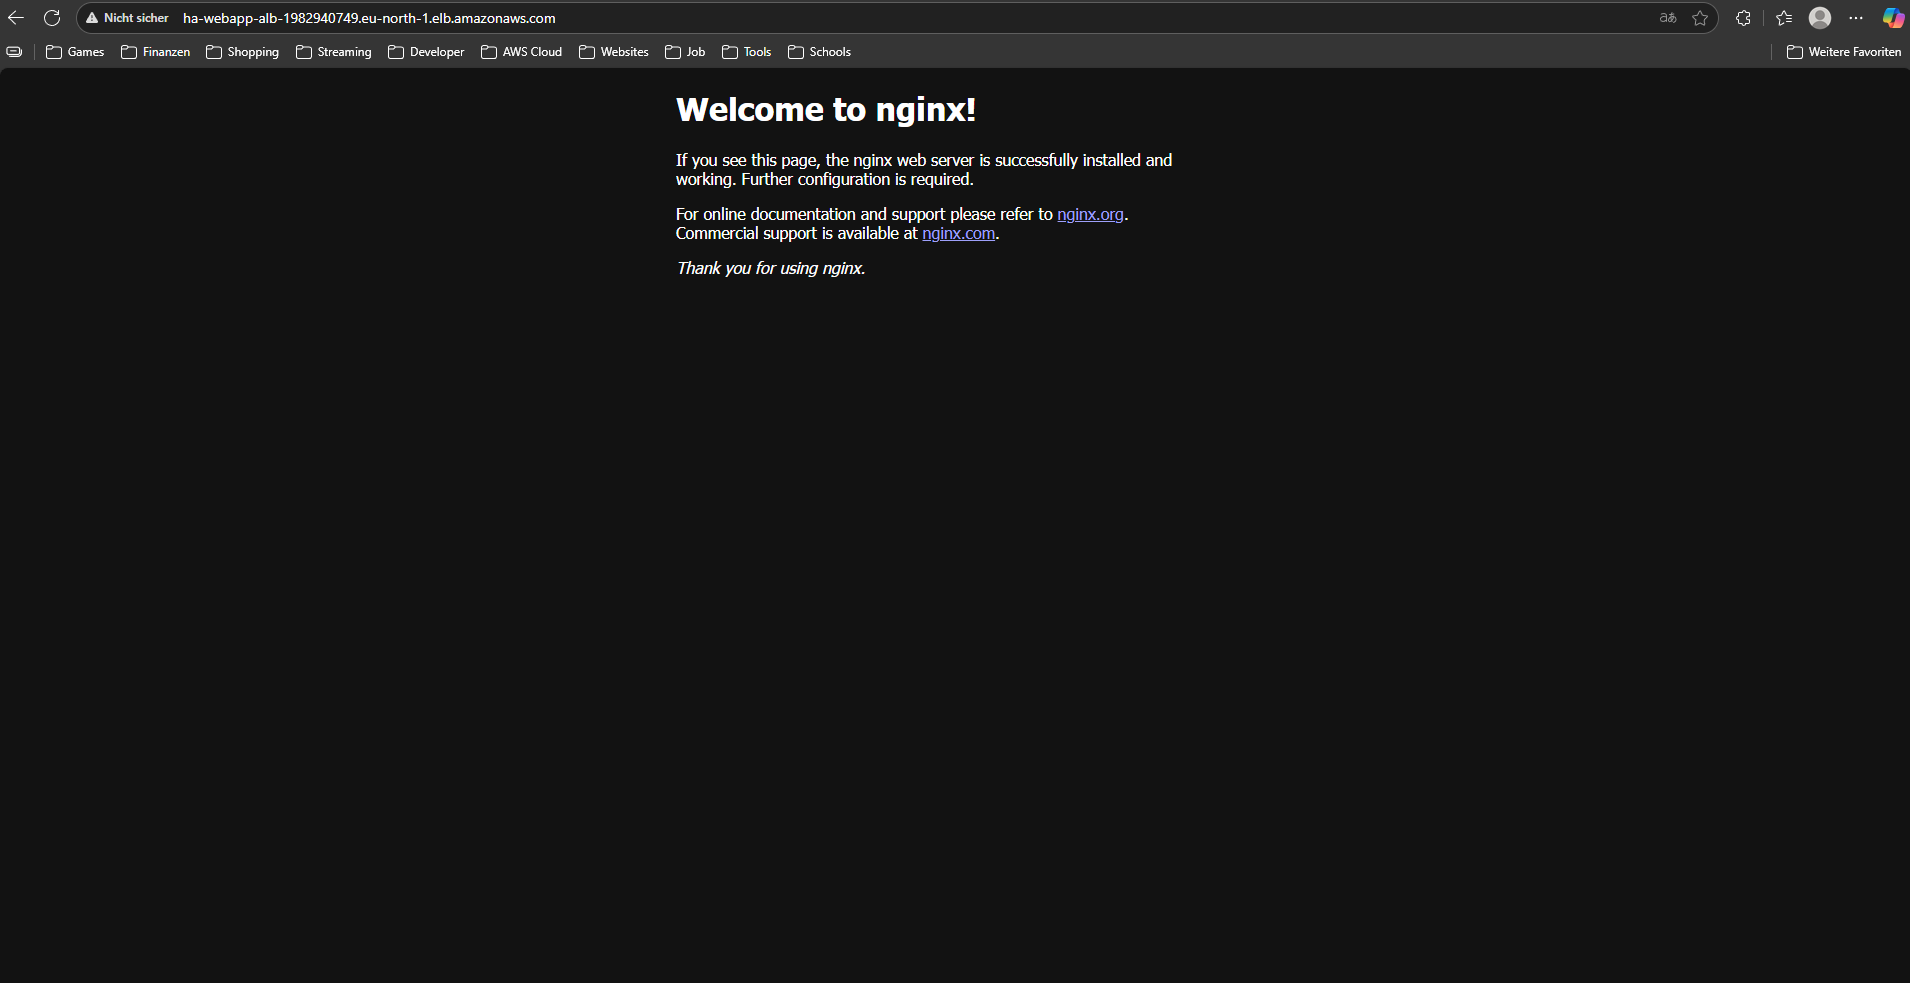 Nicht sicher ha-webapp-alb-1982940749.eu-north-1.elb.amazonaws.com aあ
Games Finanzen Shopping Streaming Developer AWS Cloud Websites Job Tools Schools Weitere Favoriten
Welcome to nginx!
If you see this page, the nginx web server is successfully installed and
working. Further configuration is required.
For online documentation and support please refer to nginx.org.
Commercial support is available at nginx.com.
Thank you for using nginx.